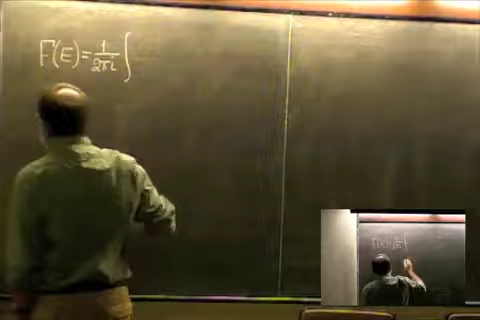 F(E) = 1/2πi ∫